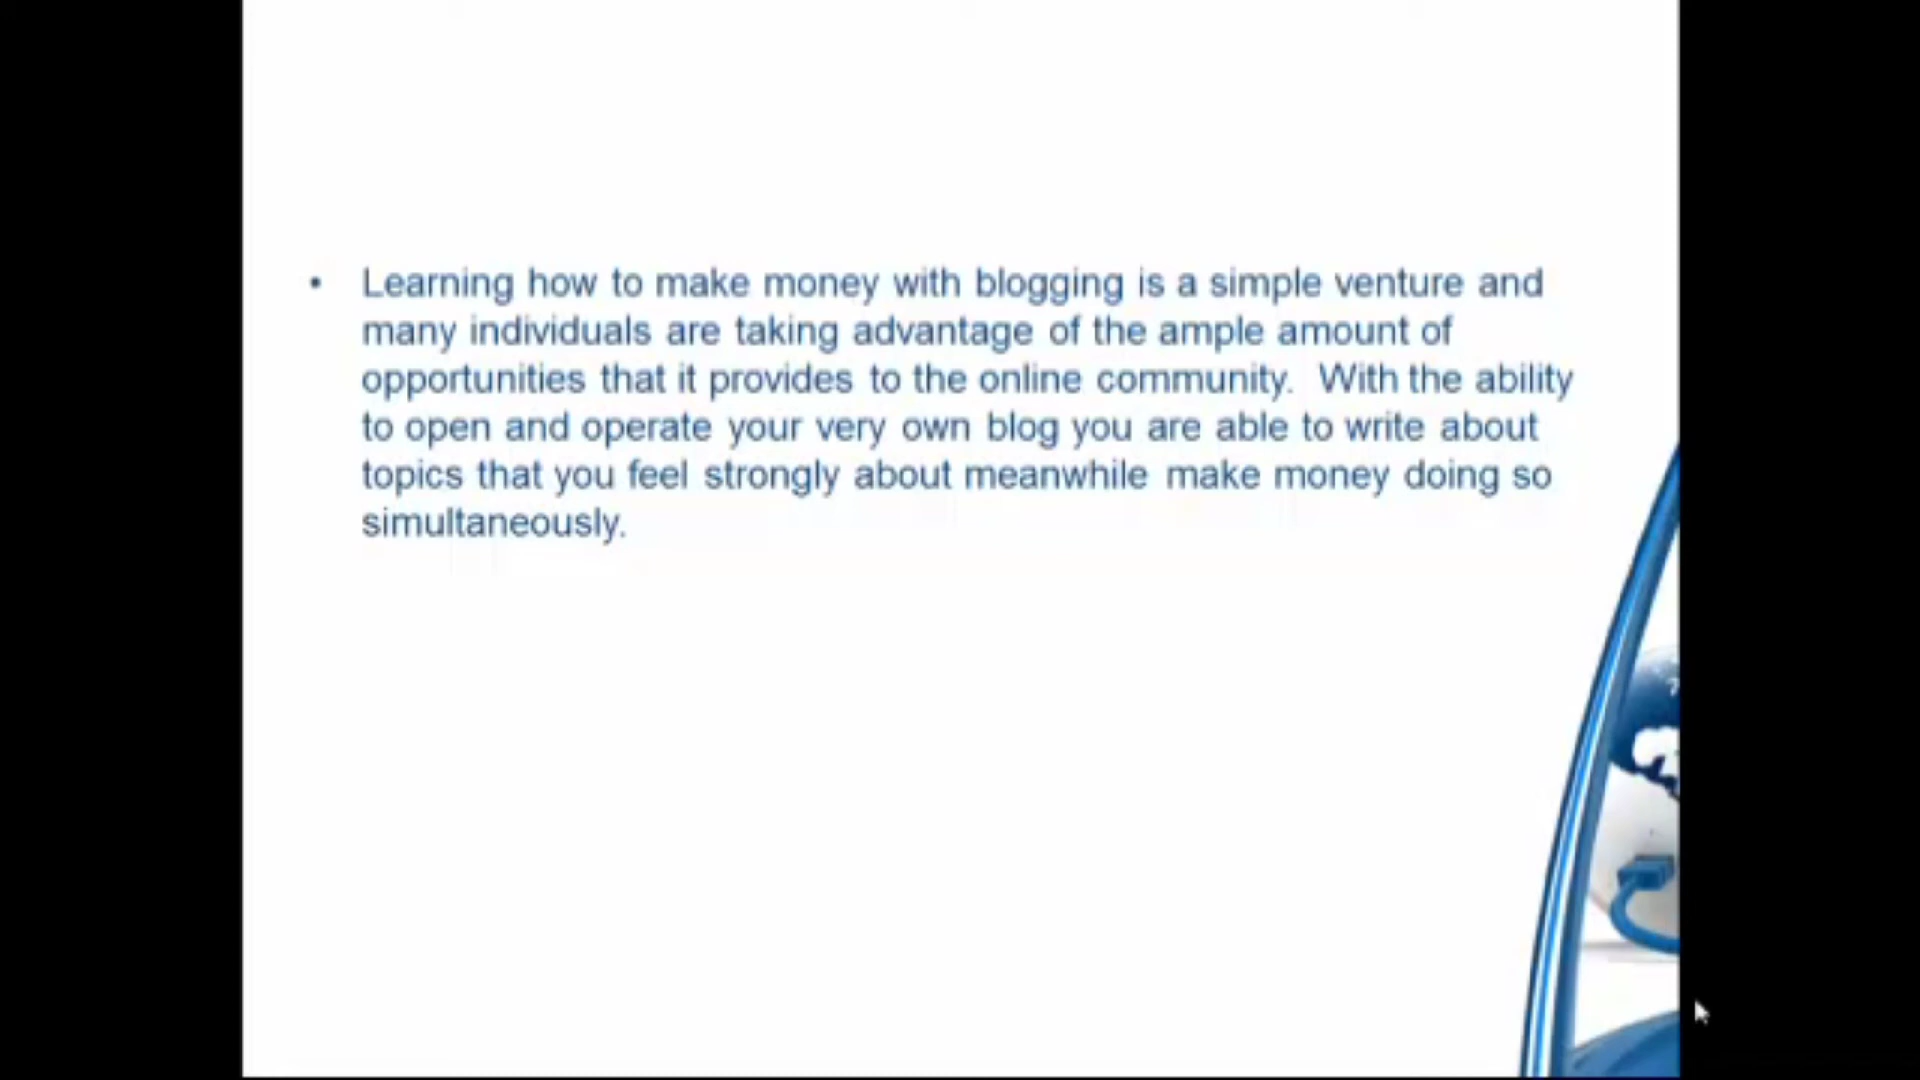 • Learning how to make money with blogging is a simple venture and
many individuals are taking advantage of the ample amount of
opportunities that it provides to the online community.  With the ability
to open and operate your very own blog you are able to write about
topics that you feel strongly about meanwhile make money doing so
simultaneously.